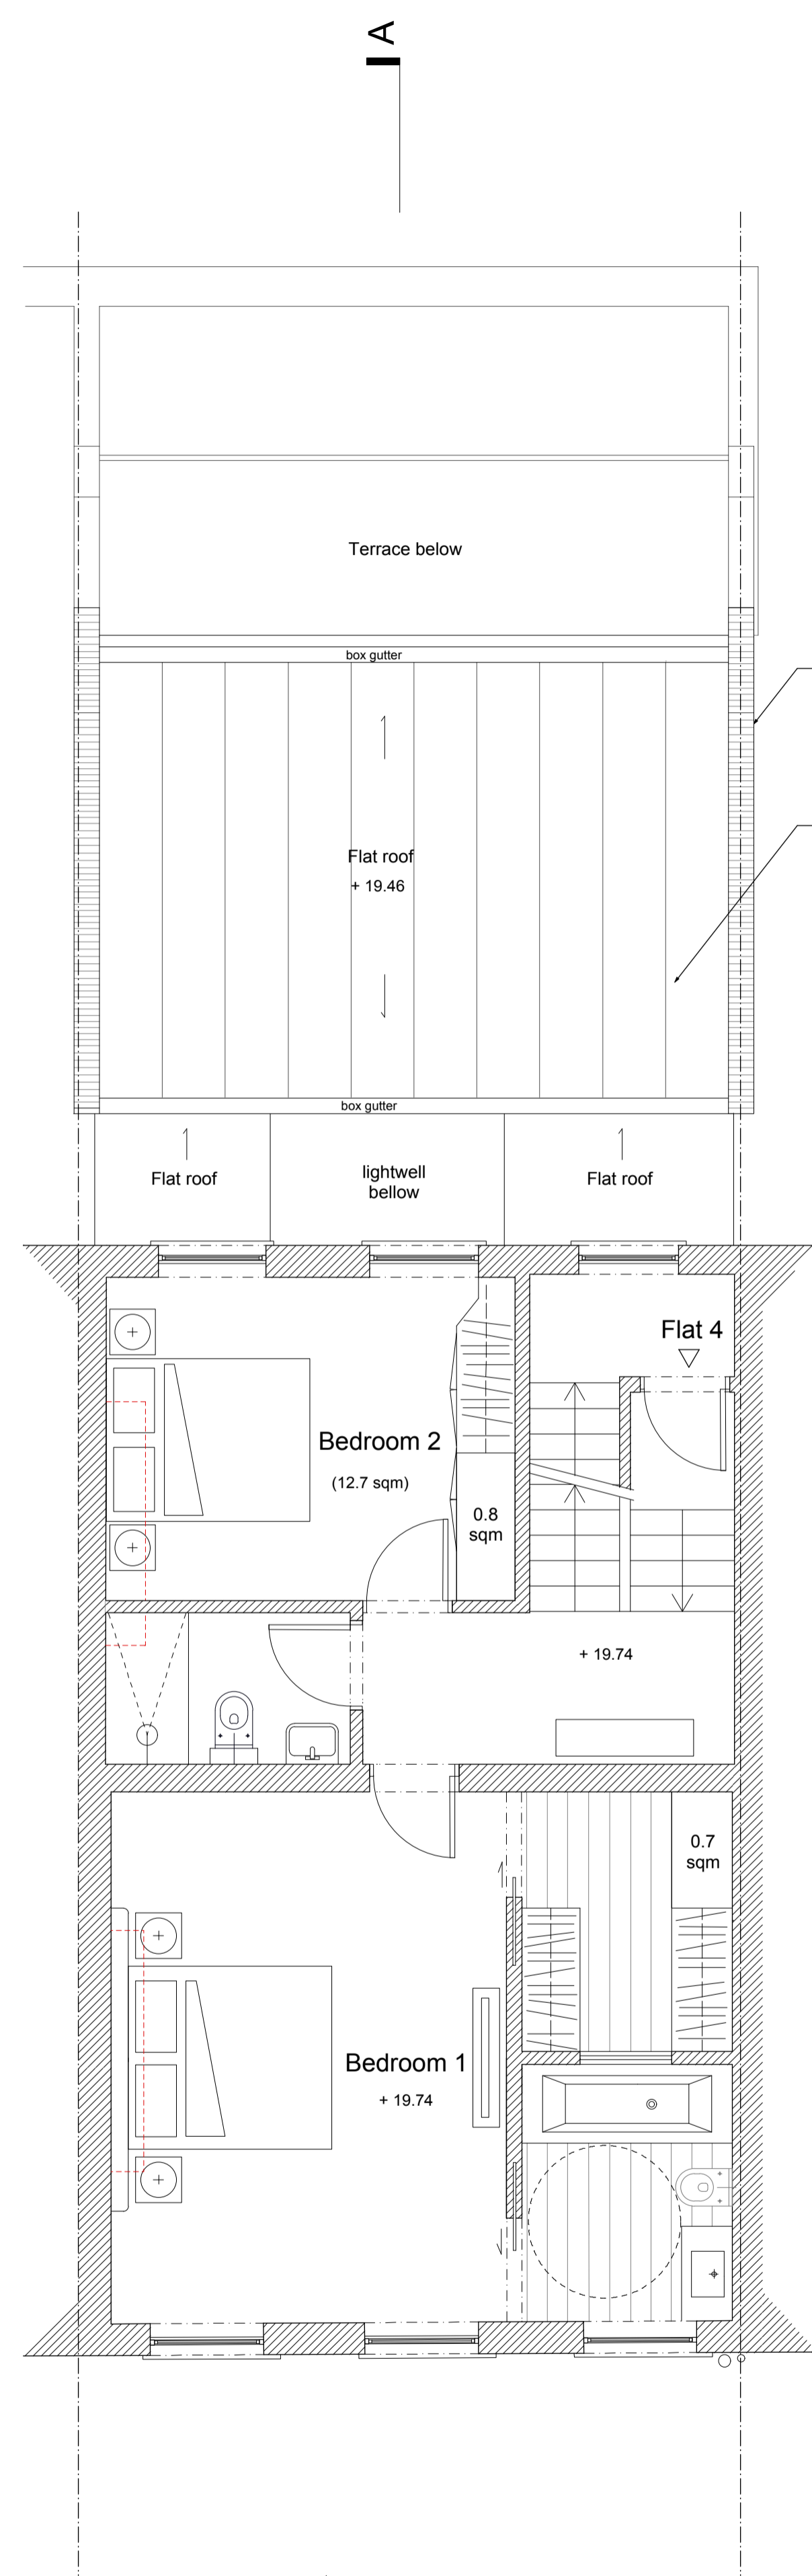 A
Terrace below
box gutter
Flat roof
+ 19.46
box gutter
Flat roof
lightwell
bellow
Flat roof
Flat 4
Bedroom 2
(12.7 sqm)
0.8
sqm
+ 19.74
0.7
sqm
Bedroom 1
+ 19.74